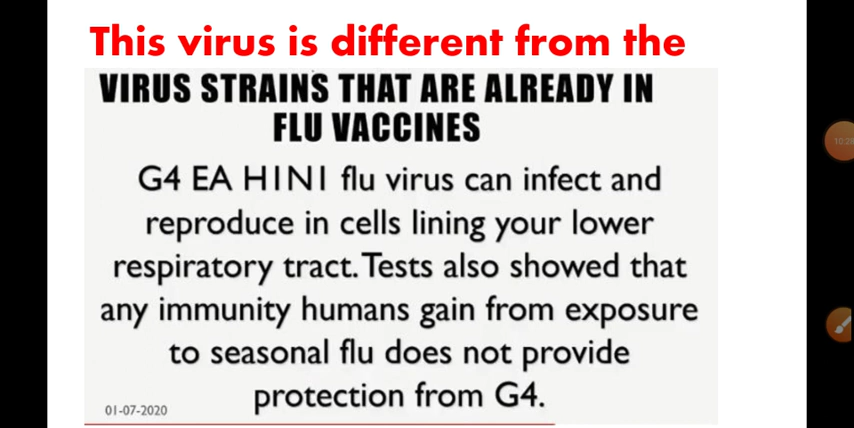 This virus is different from the
VIRUS STRAINS THAT ARE ALREADY IN
FLU VACCINES
G4 EA H1N1 flu virus can infect and
reproduce in cells lining your lower
respiratory tract. Tests also showed that
any immunity humans gain from exposure
to seasonal flu does not provide
protection from G4.
01-07-2020